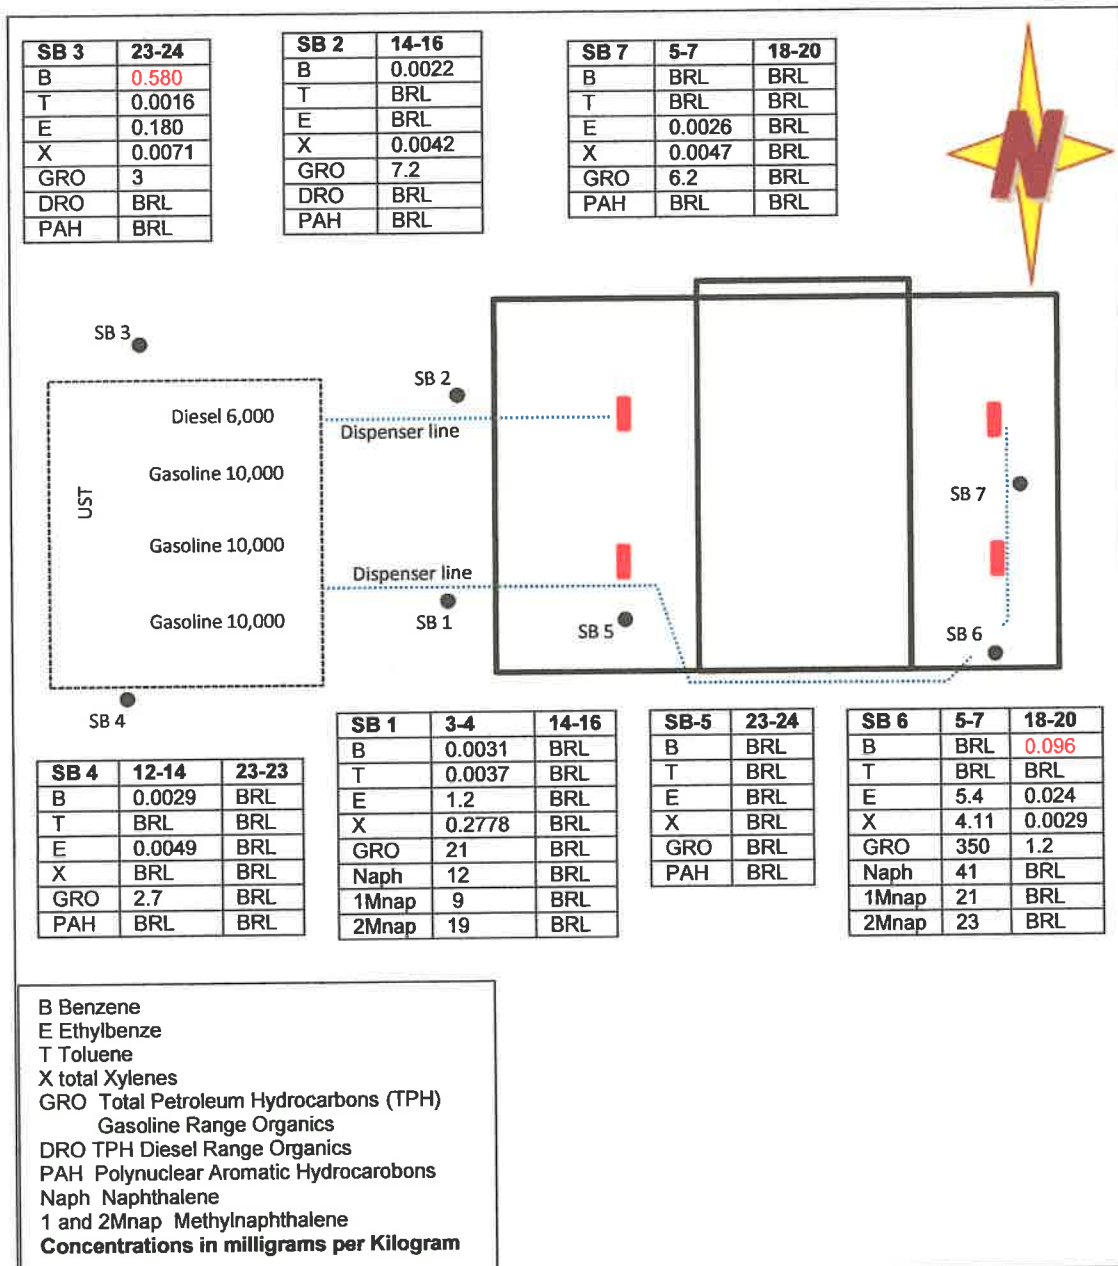 SB 3 23-24
B 0.580
T 0.0016
E 0.180
X 0.0071
GRO 3
DRO BRL
PAH BRL
SB 2 14-16
B 0.0022
T BRL
E BRL
X 0.0042
GRO 7.2
DRO BRL
PAH BRL
SB 7 5-7 18-20
B BRL BRL
T BRL BRL
E 0.0026 BRL
X 0.0047 BRL
GRO 6.2 BRL
PAH BRL BRL
N
SB 3
SB 2
Diesel 6,000
Dispenser line
Gasoline 10,000
UST
SB 7
Gasoline 10,000
Dispenser line
Gasoline 10,000
SB 1
SB 5
SB 6
SB 4
SB 4 12-14 23-23
B 0.0029 BRL
T BRL BRL
E 0.0049 BRL
X BRL BRL
GRO 2.7 BRL
PAH BRL BRL
SB 1 3-4 14-16
B 0.0031 BRL
T 0.0037 BRL
E 1.2 BRL
X 0.2778 BRL
GRO 21 BRL
Naph 12 BRL
1Mnap 9 BRL
2Mnap 19 BRL
SB-5 23-24
B BRL
T BRL
E BRL
X BRL
GRO BRL
PAH BRL
SB 6 5-7 18-20
B BRL 0.096
T BRL BRL
E 5.4 0.024
X 4.11 0.0029
GRO 350 1.2
Naph 41 BRL
1Mnap 21 BRL
2Mnap 23 BRL
B Benzene
E Ethylbenze
T Toluene
X total Xylenes
GRO Total Petroleum Hydrocarbons (TPH)
Gasoline Range Organics
DRO TPH Diesel Range Organics
PAH Polynuclear Aromatic Hydrocarobons
Naph Naphthalene
1 and 2Mnap Methylnaphthalene
Concentrations in milligrams per Kilogram